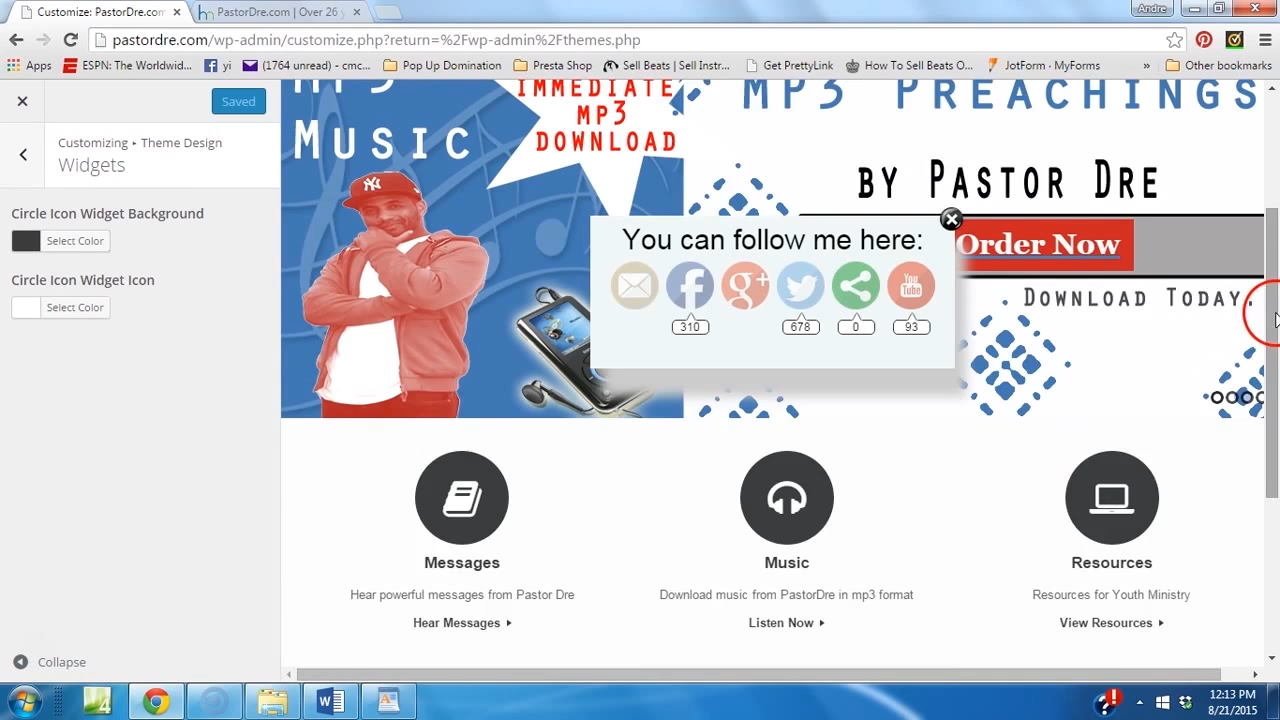 Customize: PastorDre.com
PastorDre.com | Over 26 y
Andre
pastordre.com/wp-admin/customize.php?return=%2Fwp-admin%2Fthemes.php
Apps
ESPN: The Worldwid...
yi
(1764 unread) - cmc...
Pop Up Domination
Presta Shop
Sell Beats | Sell Instr...
Get PrettyLink
How To Sell Beats O...
JotForm · MyForms
»
Other bookmarks
Saved
Customizing ▸ Theme Design
Widgets
Circle Icon Widget Background
Select Color
Circle Icon Widget Icon
Select Color
Collapse
MP3
Music
IMMEDIATE
MP3
DOWNLOAD
MP3 Preachings
by Pastor Dre
Order Now
Download Today.
You can follow me here:
g+
You
Tube
310
678
0
93
Messages
Hear powerful messages from Pastor Dre
Hear Messages
Music
Download music from PastorDre in mp3 format
Listen Now
Resources
Resources for Youth Ministry
View Resources
12:13 PM
8/21/2015